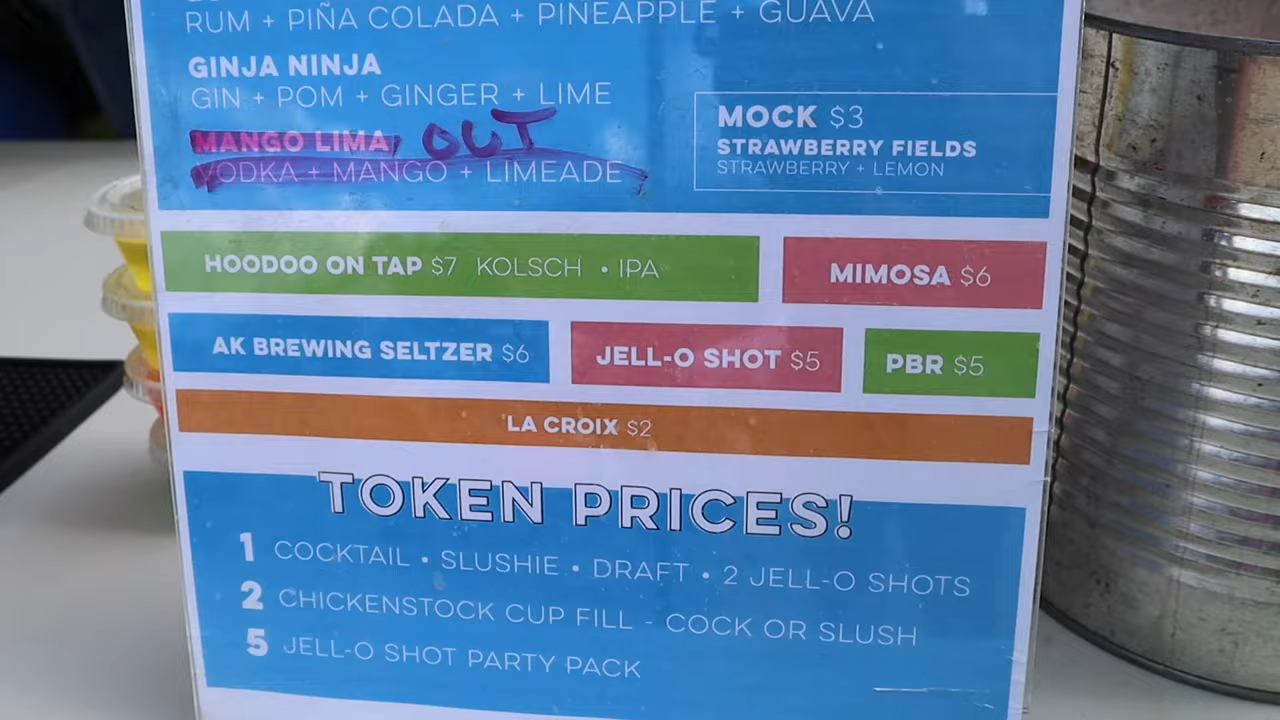 RUM + PIÑA COLADA + PINEAPPLE + GUAVA
GINJA NINJA
GIN + POM + GINGER + LIME
MANGO LIMA OUT
VODKA + MANGO + LIMEADE
MOCK $3
STRAWBERRY FIELDS
STRAWBERRY + LEMON
HOODOO ON TAP $7 KOLSCH • IPA
MIMOSA $6
AK BREWING SELTZER $6
JELL-O SHOT $5
PBR $5
LA CROIX $2
TOKEN PRICES!
1 COCKTAIL • SLUSHIE • DRAFT • 2 JELL-O SHOTS
2 CHICKENSTOCK CUP FILL - COCK OR SLUSH
5 JELL-O SHOT PARTY PACK